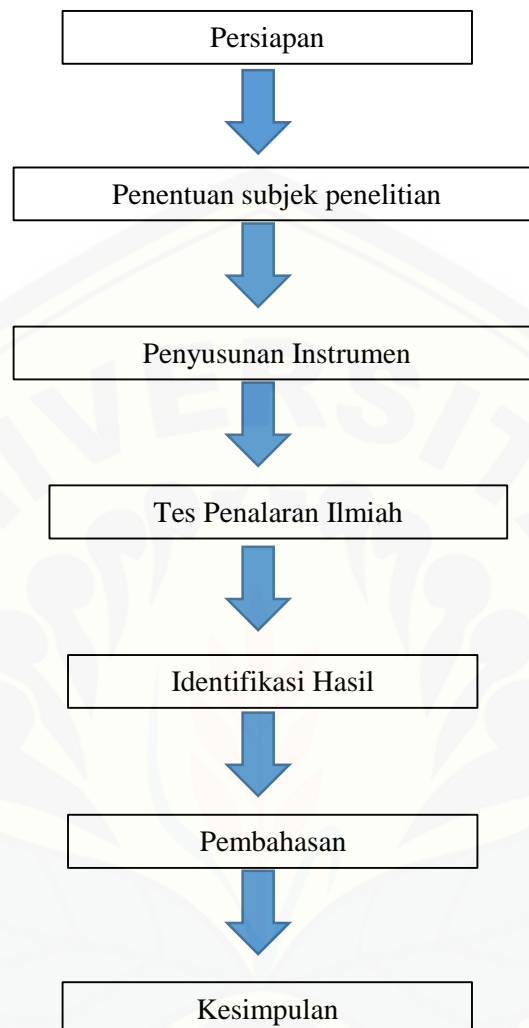 Persiapan
Penentuan subjek penelitian
Penyusunan Instrumen
Tes Penalaran Ilmiah
Identifikasi Hasil
Pembahasan
Kesimpulan